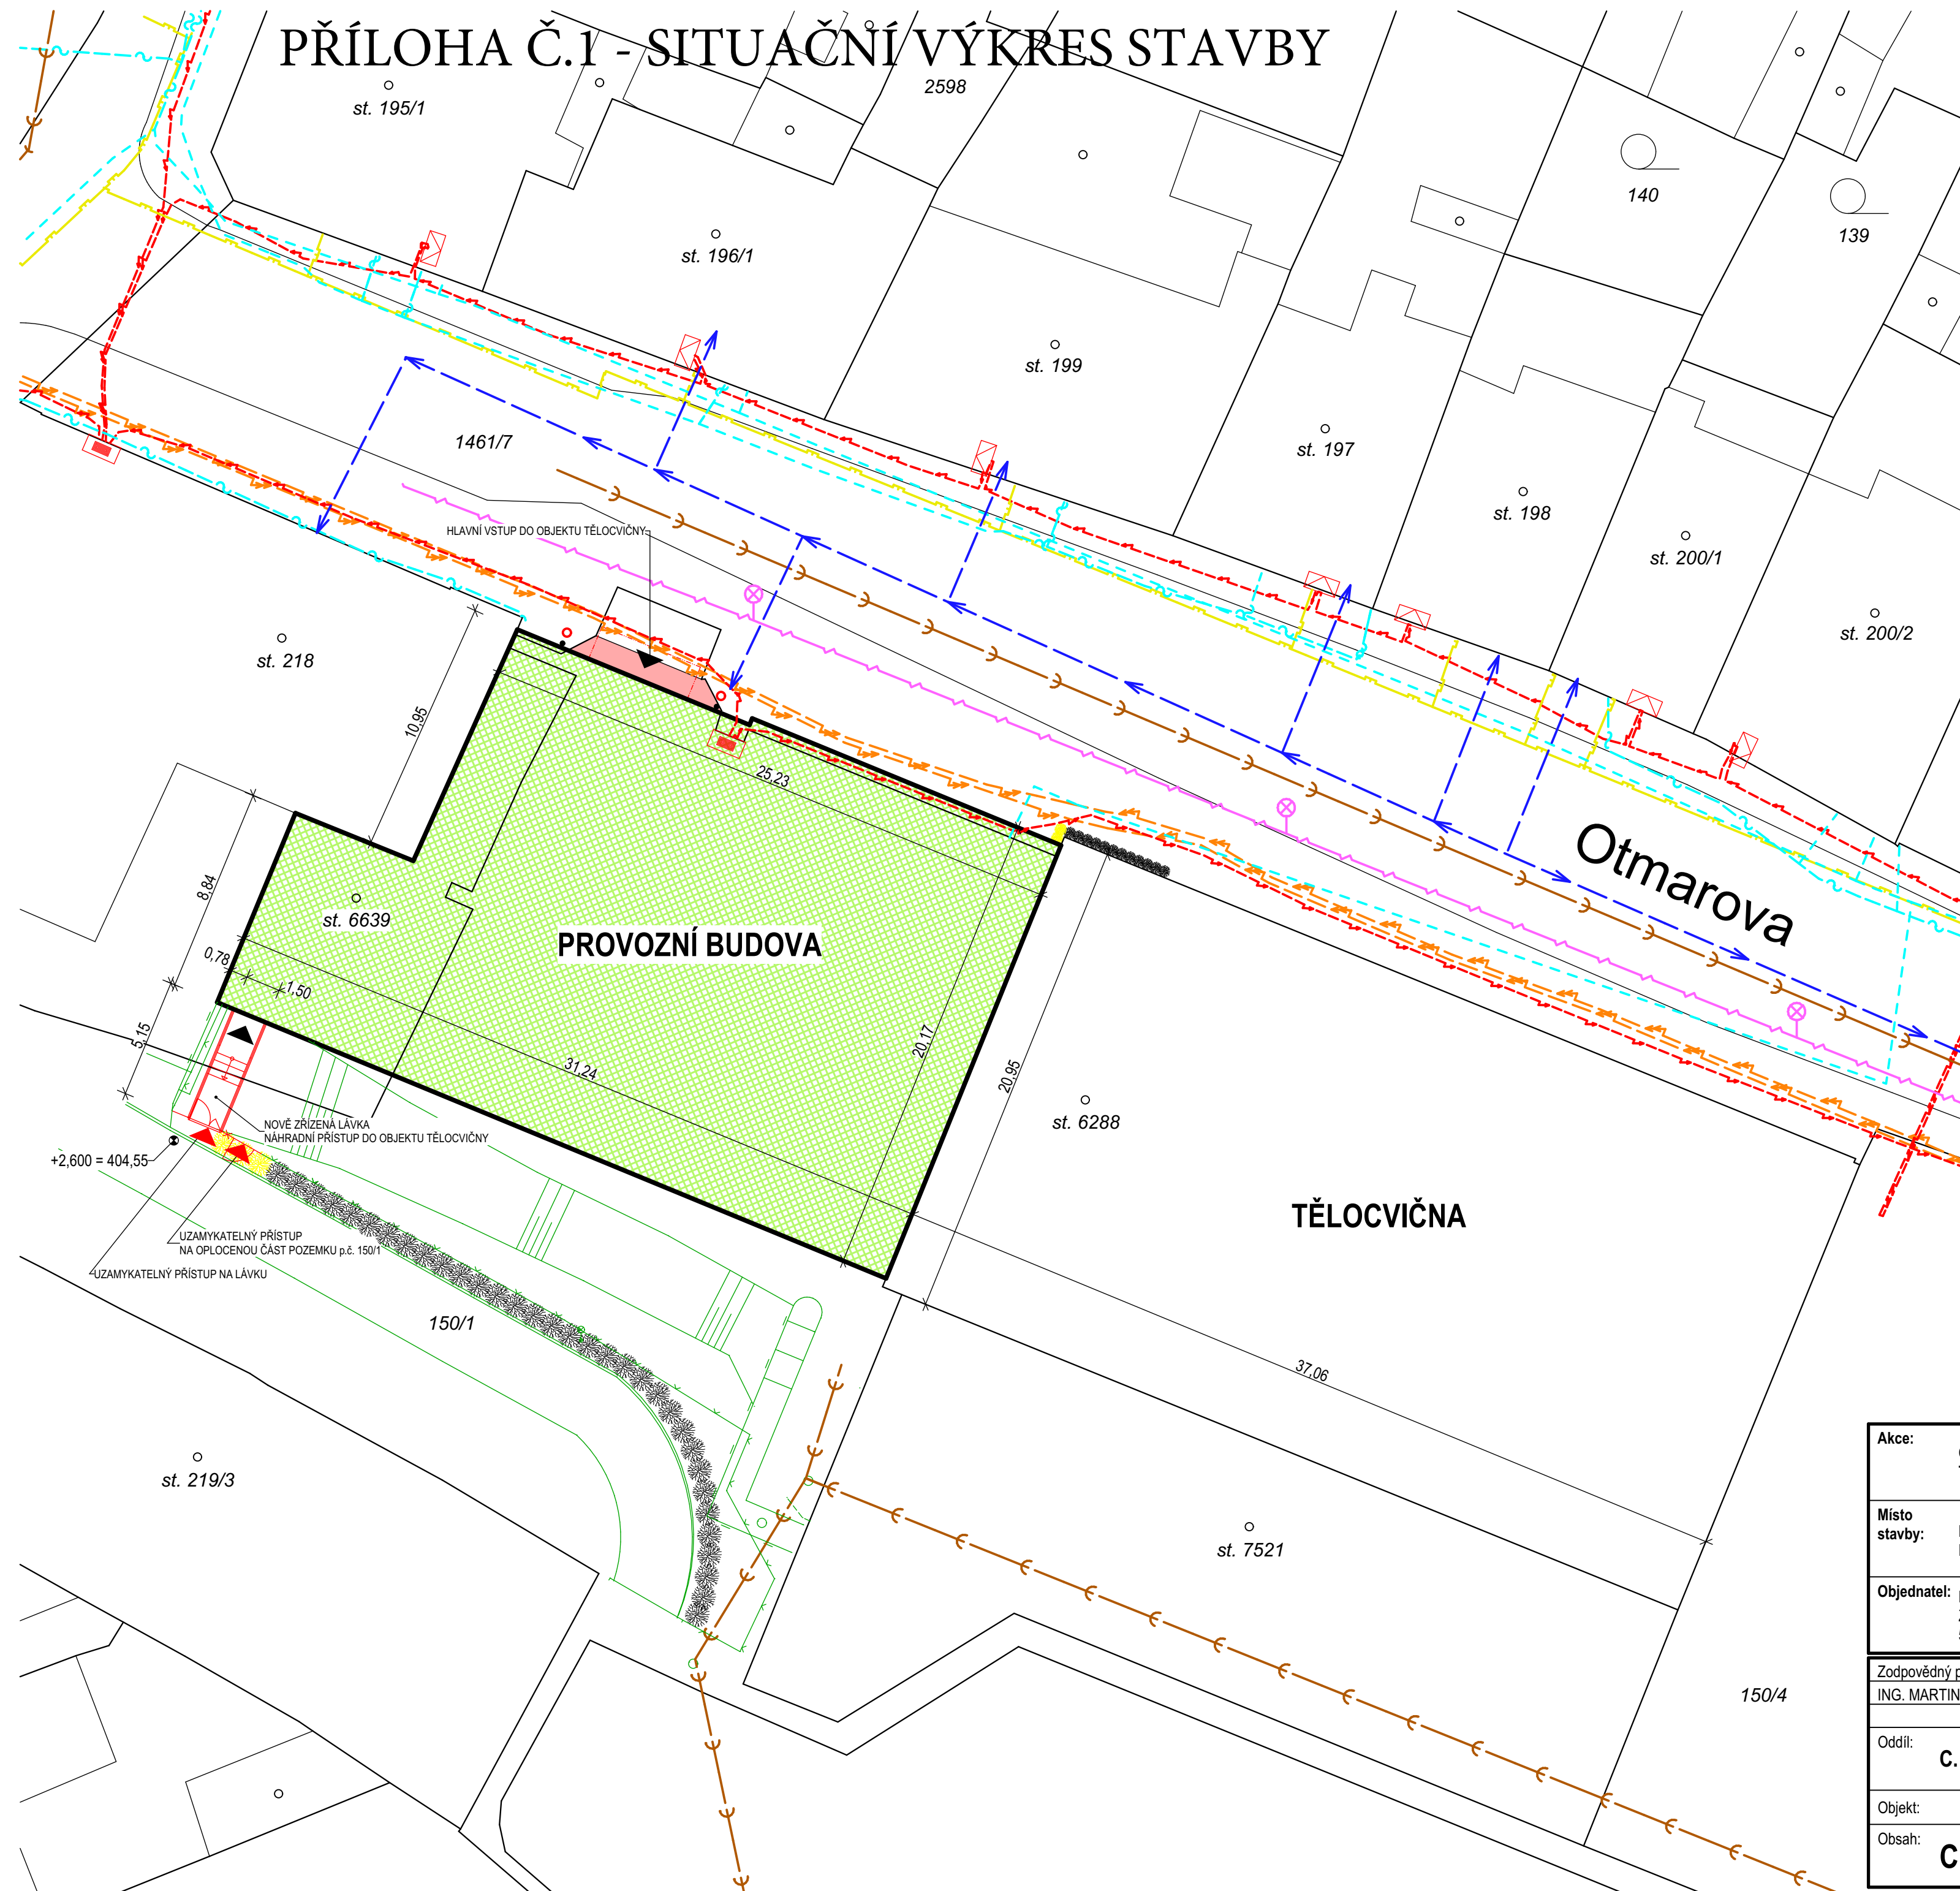 PŘÍLOHA Č.1 - SITUAČNÍ VÝKRES STAVBY
st. 195/1
2598
140
139
st. 196/1
st. 199
1461/7
st. 197
st. 198
st. 200/1
st. 200/2
HLAVNÍ VSTUP DO OBJEKTU TĚLOCVIČNY
st. 218
10,95
25,23
Otmarova
8,84
st. 6639
PROVOZNÍ BUDOVA
0,78
1,50
5,15
31,24
20,17
20,95
st. 6288
NOVĚ ZŘÍZENÁ LÁVKA
NÁHRADNÍ PŘÍSTUP DO OBJEKTU TĚLOCVIČNY
+2,600 = 404,55
TĚLOCVIČNA
UZAMYKATELNÝ PŘÍSTUP
NA OPLOCENOU ČÁST POZEMKU p.č. 150/1
UZAMYKATELNÝ PŘÍSTUP NA LÁVKU
150/1
37,06
st. 219/3
st. 7521
150/4
Akce:
Místo
stavby:
Objednatel:
Zodpovědný
ING. MARTIN
Oddíl:
C.
Objekt:
Obsah:
C